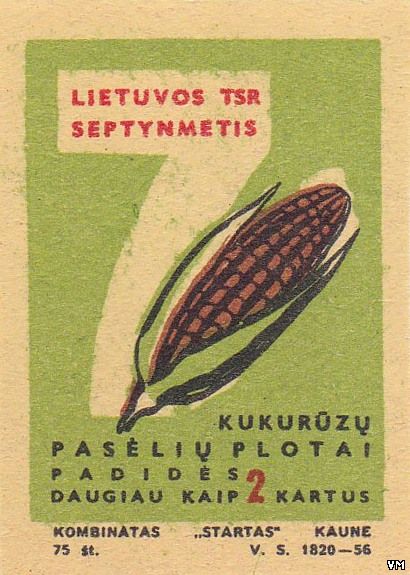 7
LIETUVOS TSR
SEPTYNMETIS
KUKURŪZŲ
PASĖLIŲ PLOTAI
PADIDĖS
DAUGIAU KAIP 2 KARTUS
KOMBINATAS „STARTAS" KAUNE
75 št. V. S. 1820—56
VM